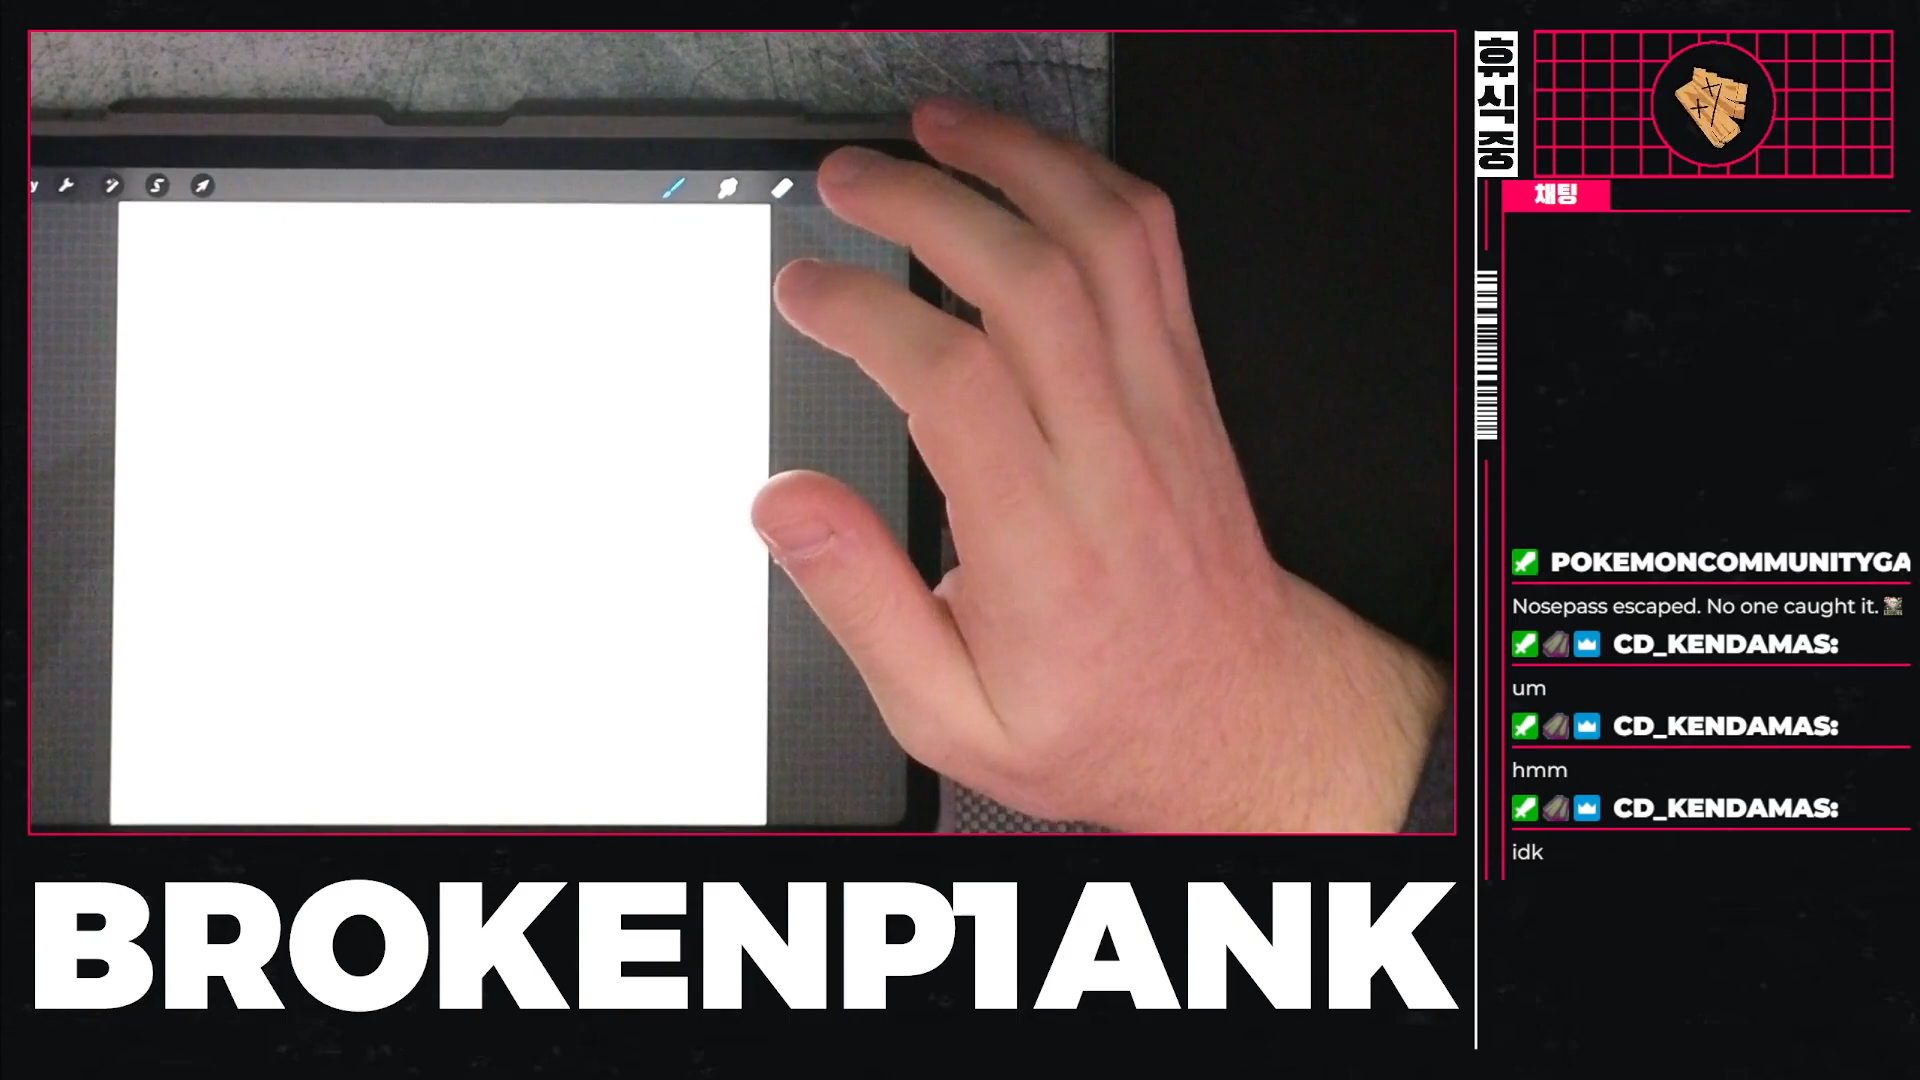 y
S
휴식 중
채팅
POKEMONCOMMUNITYGA
Nosepass escaped. No one caught it.
CD_KENDAMAS:
um
CD_KENDAMAS:
hmm
CD_KENDAMAS:
idk
BROKENP1ANK